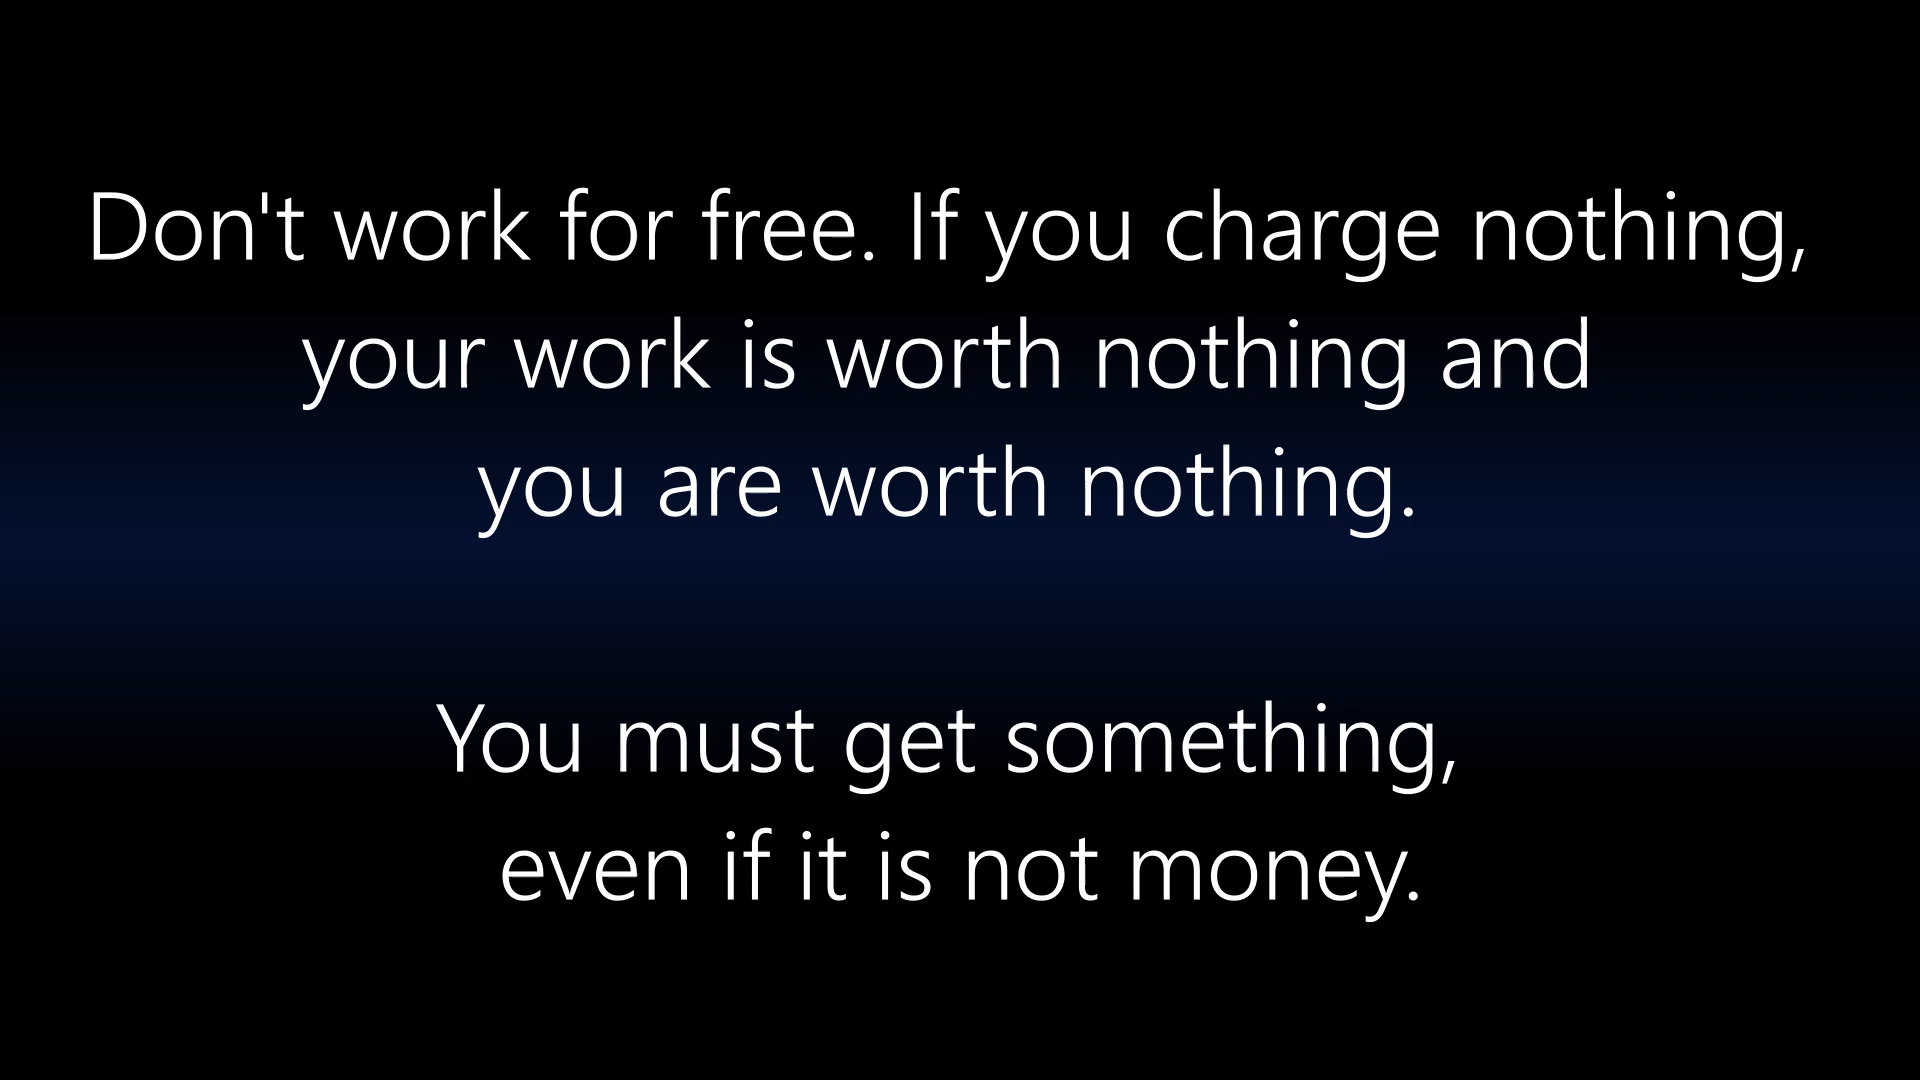 Don't work for free. If you charge nothing,
your work is worth nothing and
you are worth nothing.
You must get something,
even if it is not money.